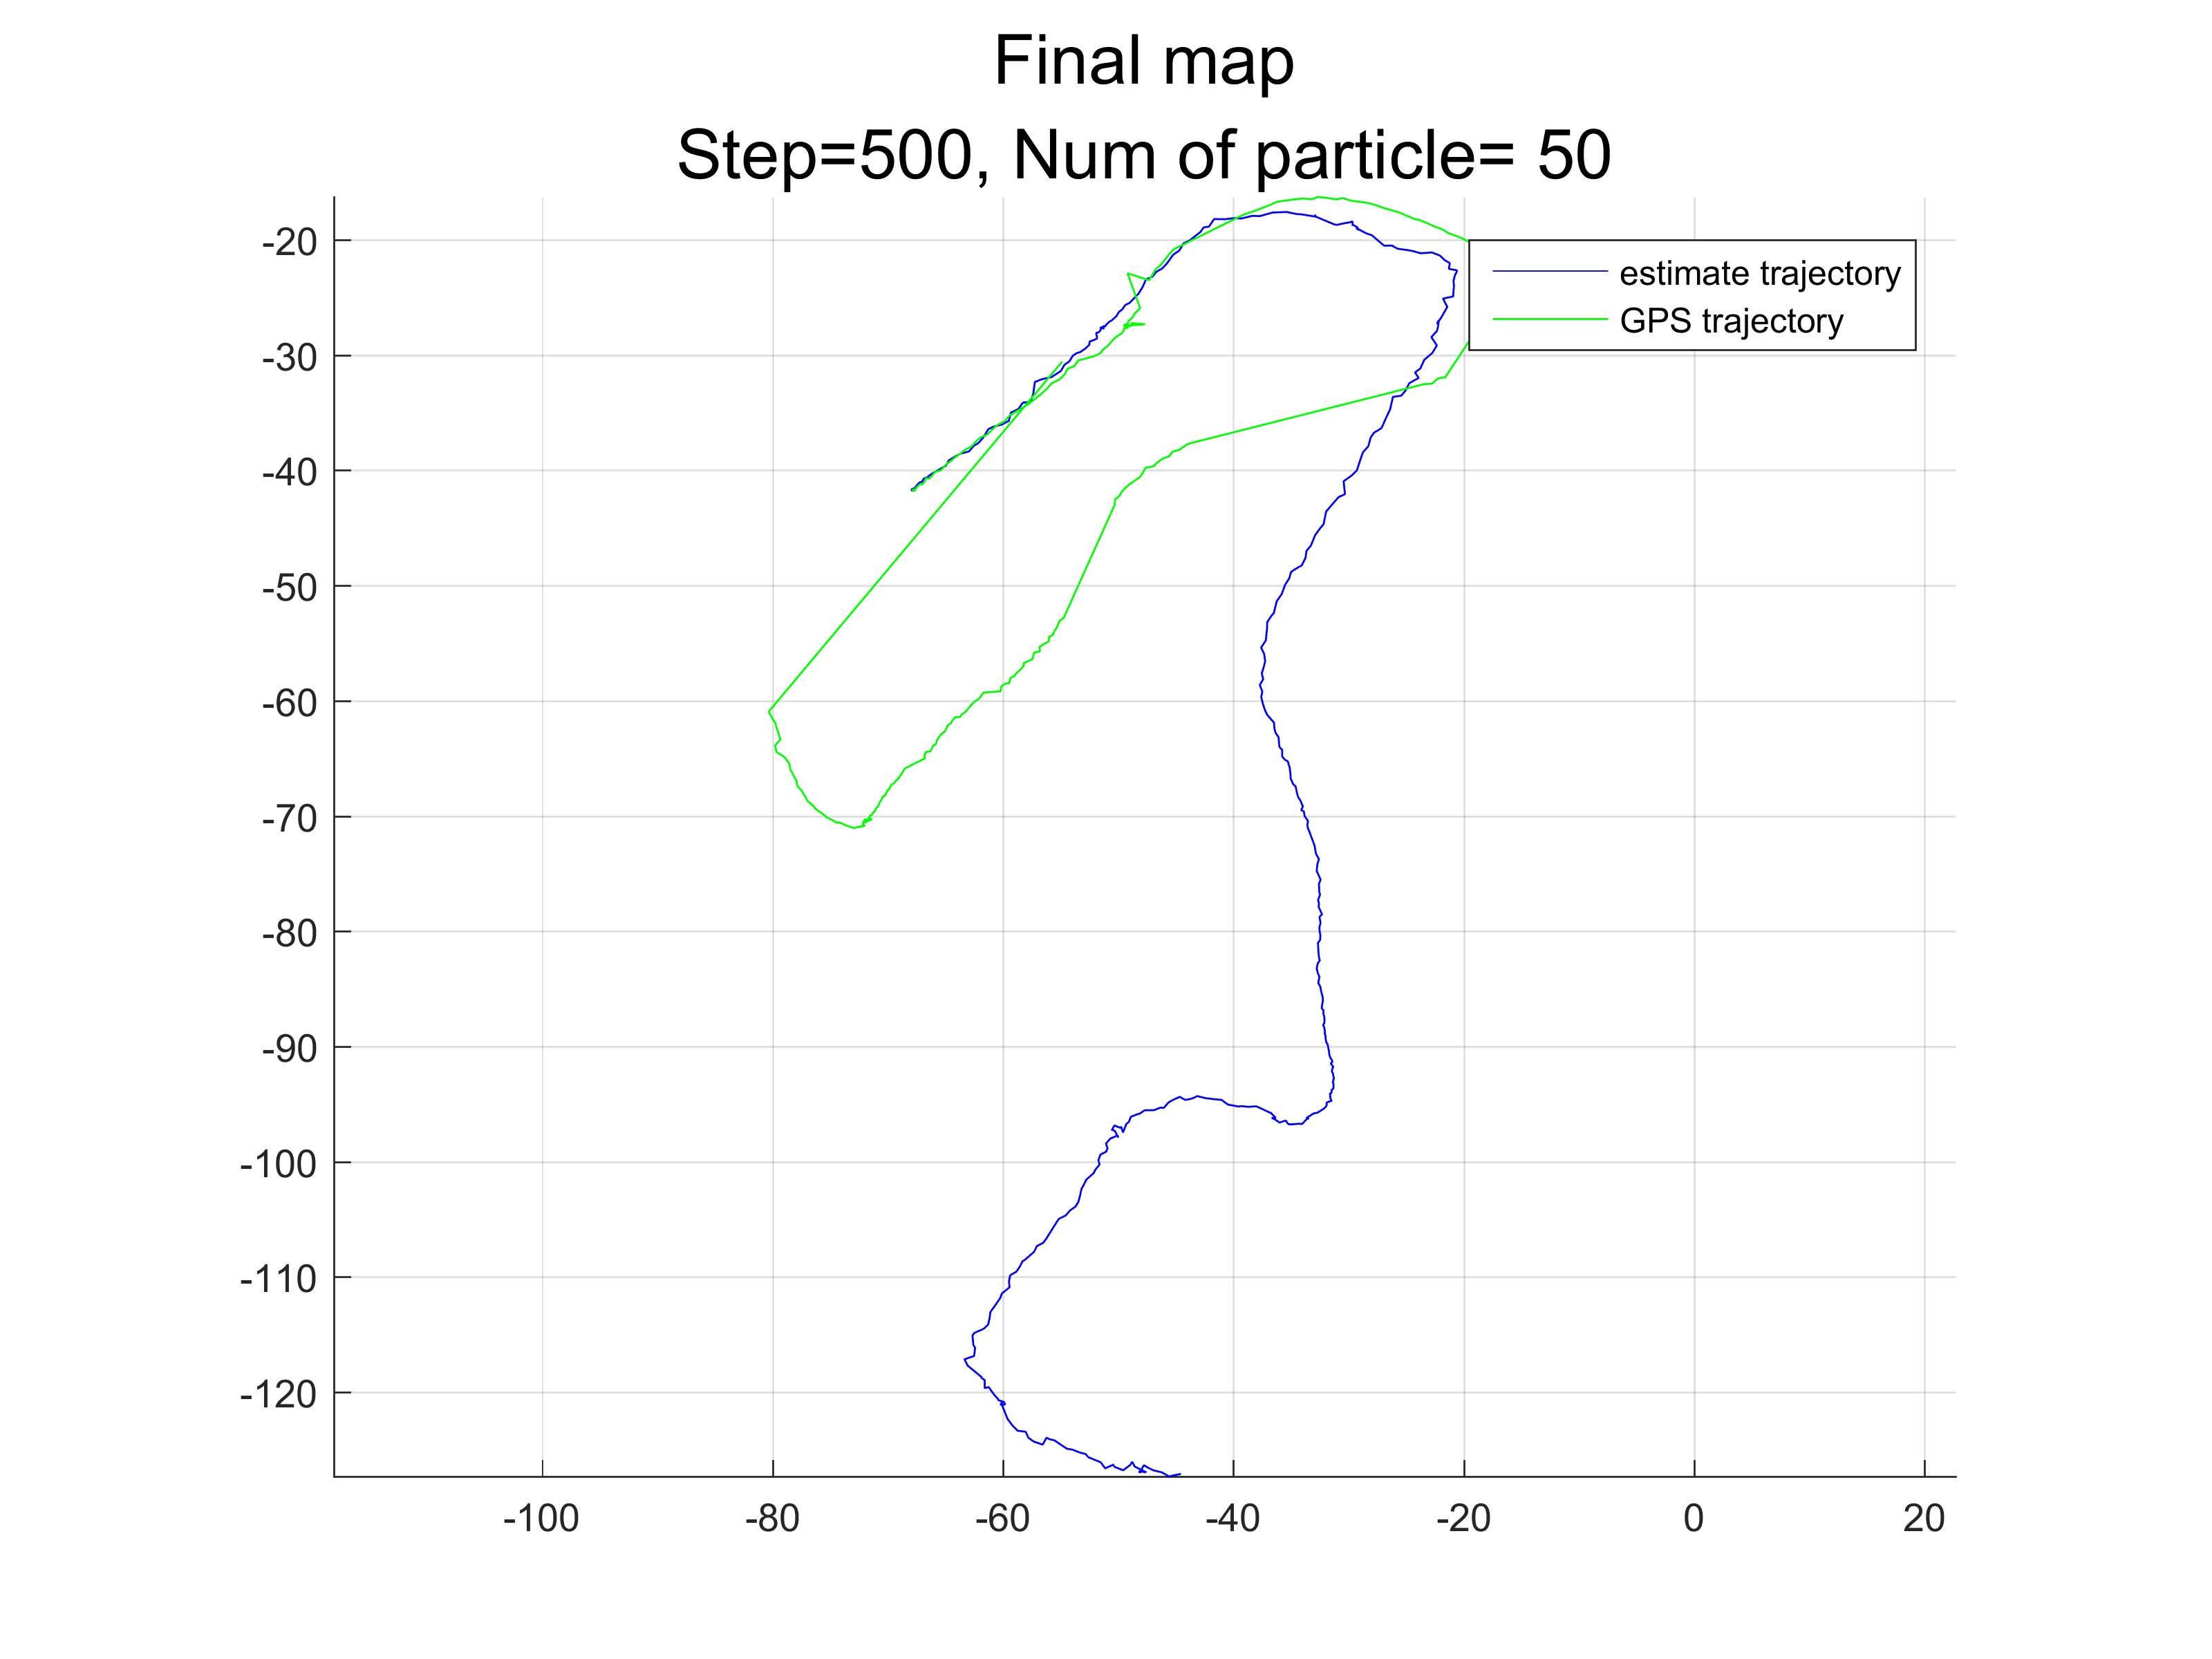 Final map
Step=500, Num of particle= 50
estimate trajectory
GPS trajectory
-20
-30
-40
-50
-60
-70
-80
-90
-100
-110
-120
-100 -80 -60 -40 -20 0 20